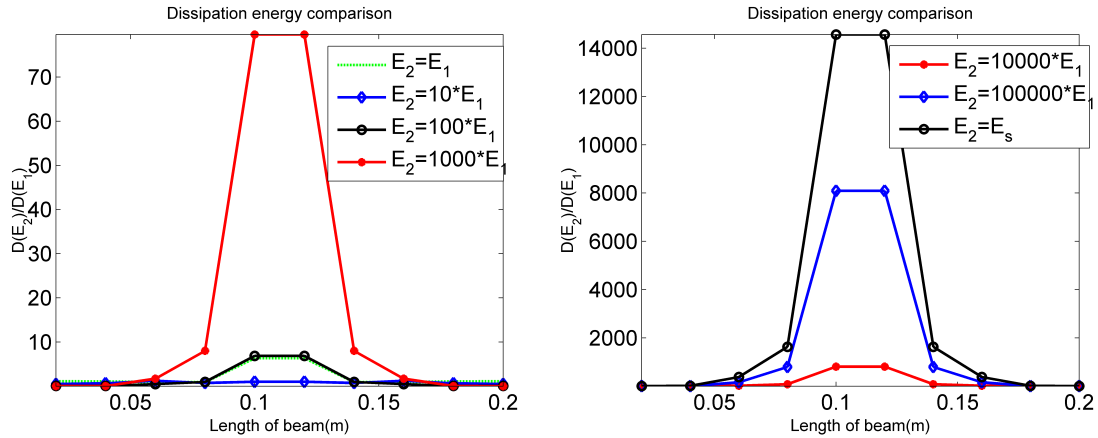 Dissipation energy comparison
70
60
50
40
30
20
10
0
0.05
0.1
0.15
0.2
D(E₂)/D(E₁)
Length of beam(m)
E₂=E₁
E₂=10*E₁
E₂=100*E₁
E₂=1000*E₁
Dissipation energy comparison
14000
12000
10000
8000
6000
4000
2000
0
0.05
0.1
0.15
0.2
D(E₂)/D(E₁)
Length of beam(m)
E₂=10000*E₁
E₂=100000*E₁
E₂=Eₛ